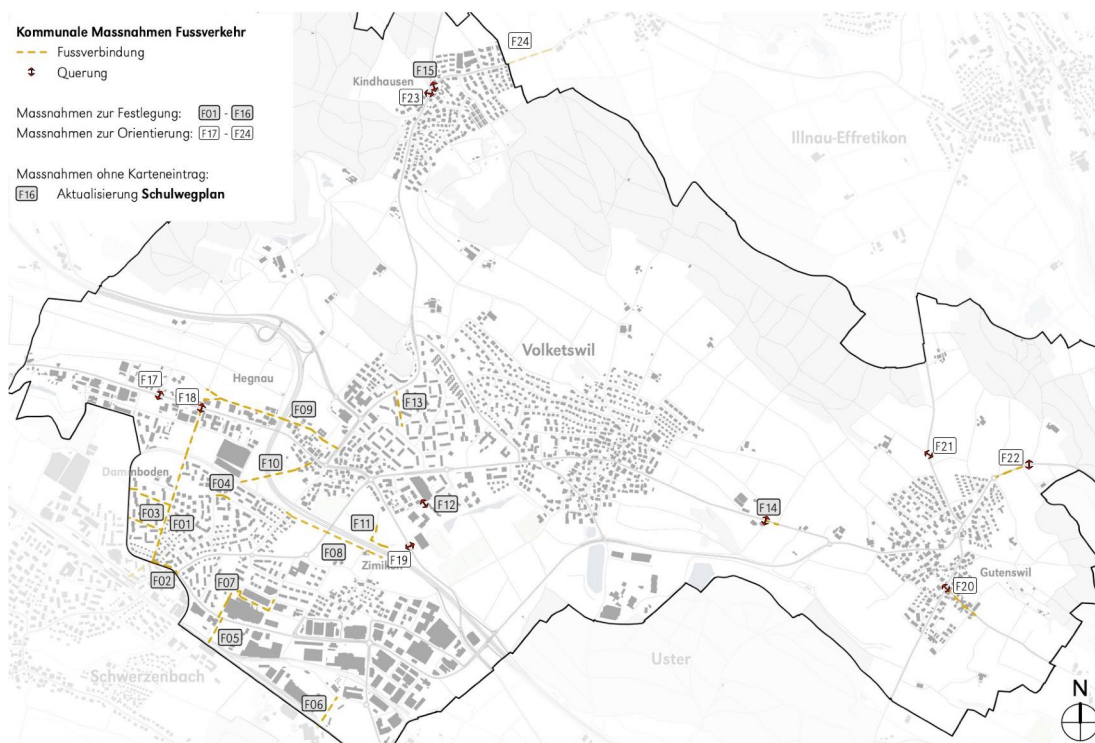 Kommunale Massnahmen Fussverkehr
Fussverbindung
Querung
Massnahmen zur Festlegung: F01 - F16
Massnahmen zur Orientierung: F17 - F24
Massnahmen ohne Karteneintrag:
F16 Aktualisierung Schulwegplan
F24
F15
Kindhausen
F23
Illnau-Effretikon
Volketswil
Hegnau
F17
F18
F13
F09
F21
F22
F10
Dammboden
F04
F12
F14
F03
F01
F11
F19
F08
Zimikon
F02
Gutenswil
F07
F20
F05
Uster
Schwerzenbach
F06
N